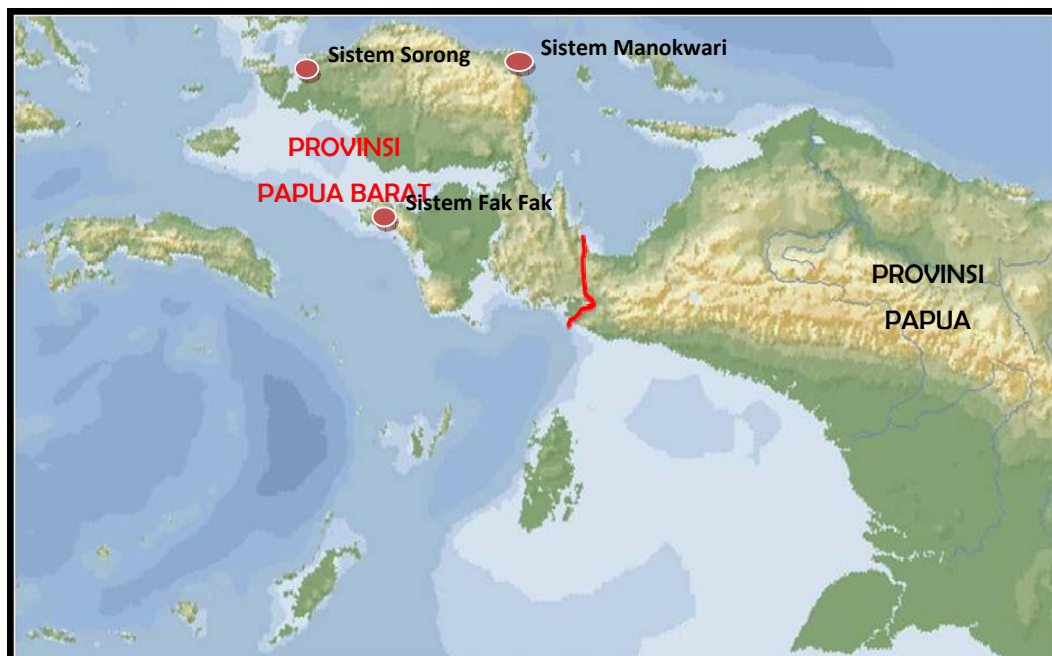 Sistem Sorong
Sistem Manokwari
PROVINSI
PAPUA BARAT
Sistem Fak Fak
PROVINSI
PAPUA